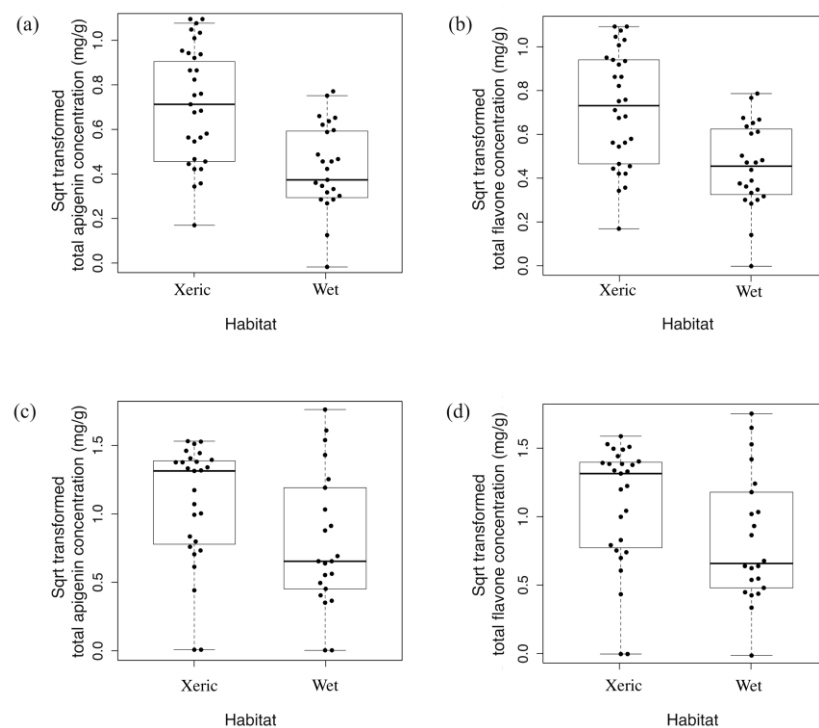 (a)
Sqrt transformed
total apigenin concentration (mg/g)
0.0 0.2 0.4 0.6 0.8 1.0
Xeric Wet
Habitat
(b)
Sqrt transformed
total flavone concentration (mg/g)
0.0 0.2 0.4 0.6 0.8 1.0
Xeric Wet
Habitat
(c)
Sqrt transformed
total apigenin concentration (mg/g)
0.0 0.5 1.0 1.5
Xeric Wet
Habitat
(d)
Sqrt transformed
total flavone concentration (mg/g)
0.0 0.5 1.0 1.5
Xeric Wet
Habitat